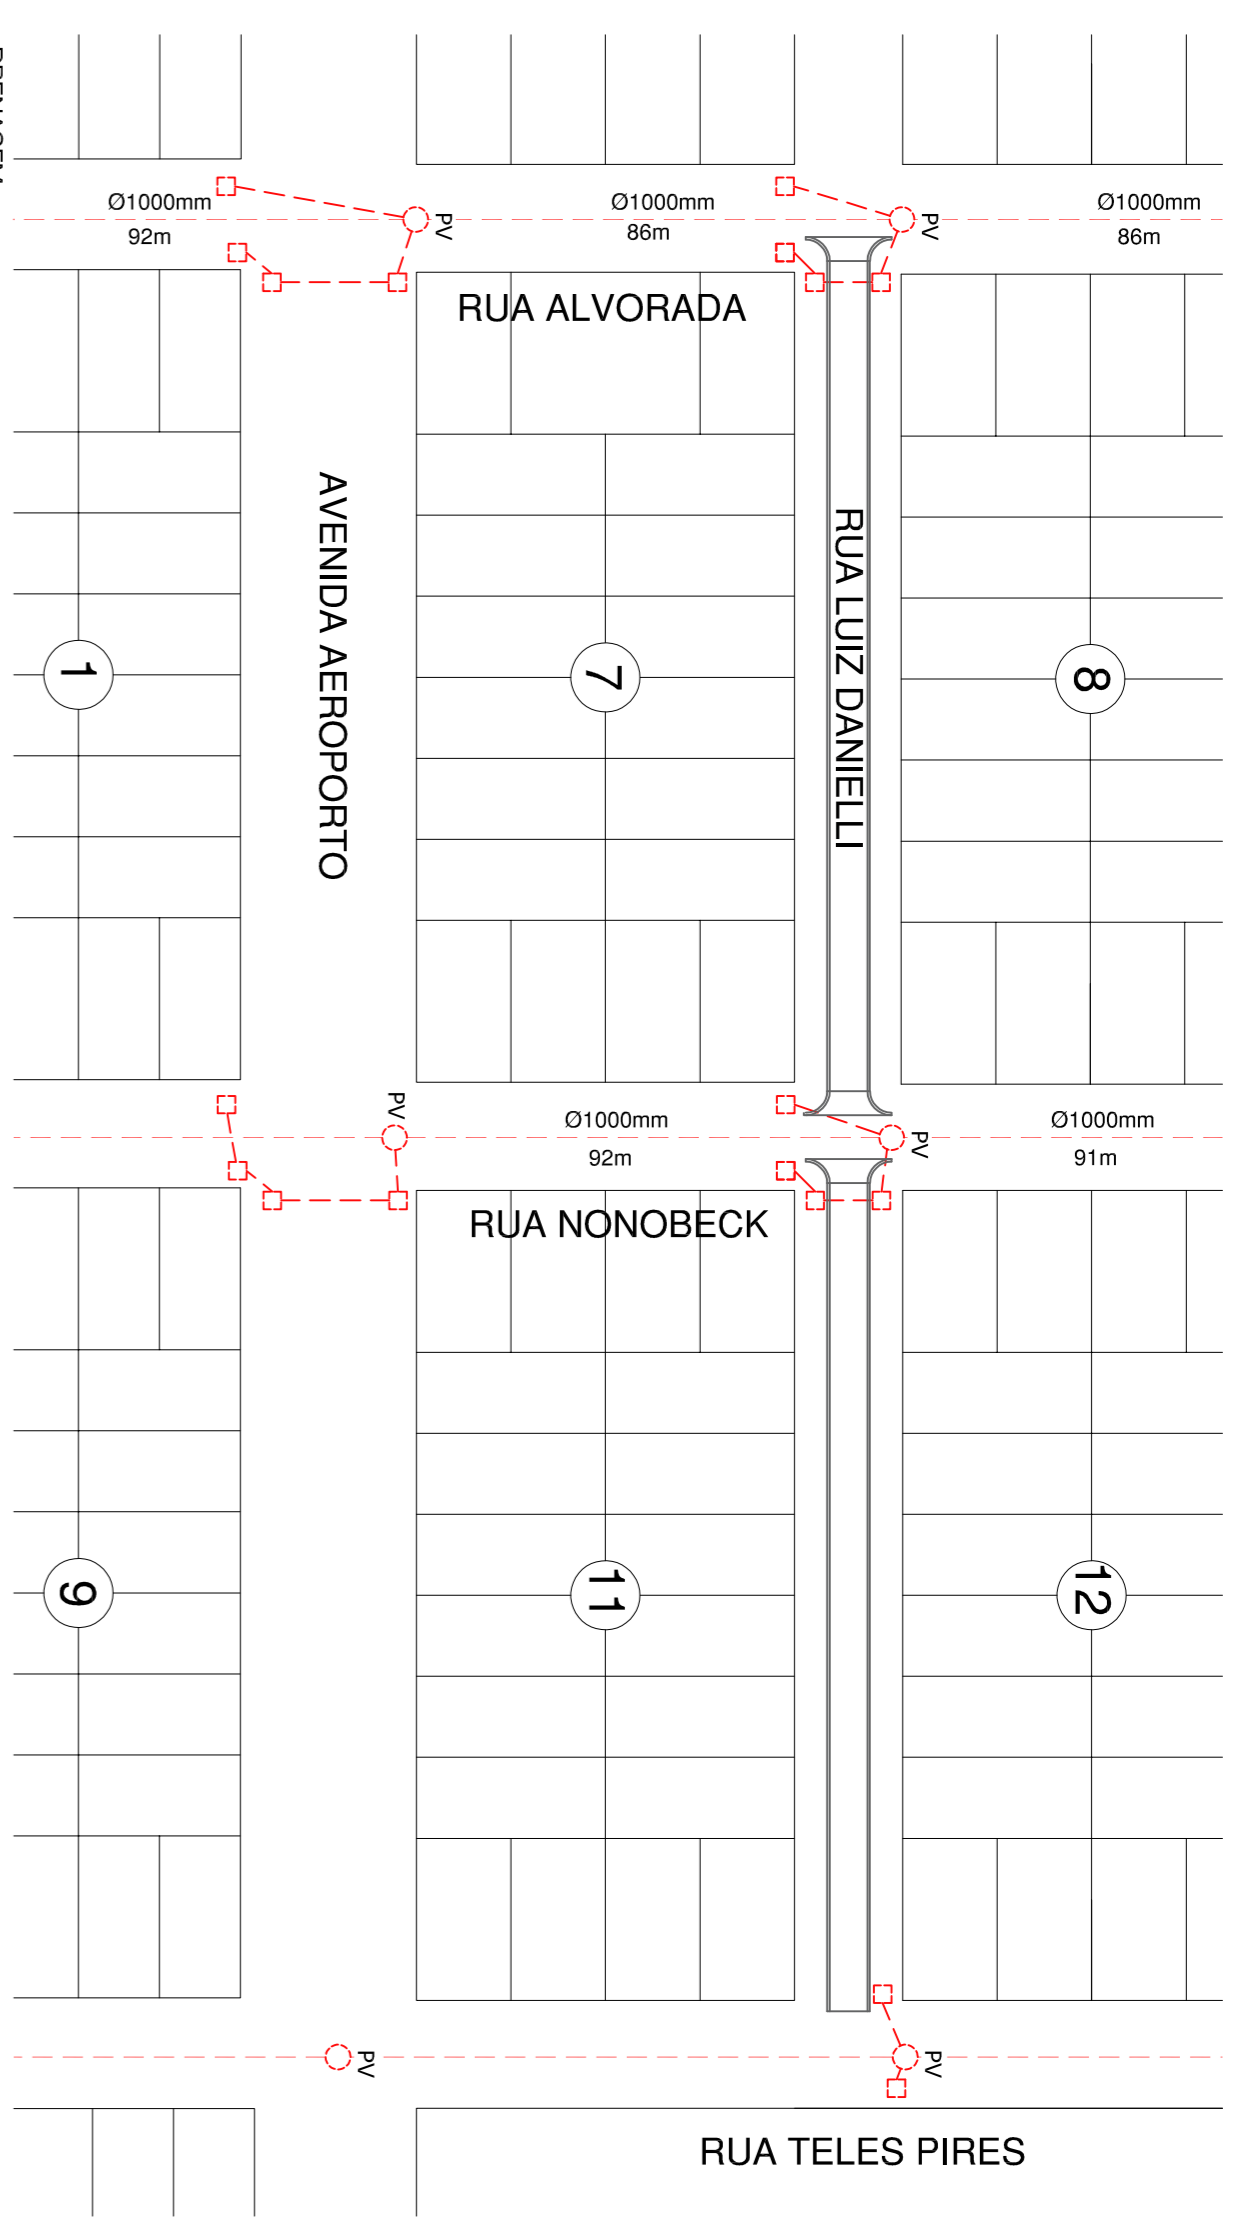 Ø1000mm
92m
PV
Ø1000mm
86m
PV
Ø1000mm
86m
RUA ALVORADA
AVENIDA AEROPORTO
RUA LUIZ DANIELLI
1
7
8
PV
Ø1000mm
92m
PV
Ø1000mm
91m
RUA NONOBECK
9
11
12
PV
PV
RUA TELES PIRES